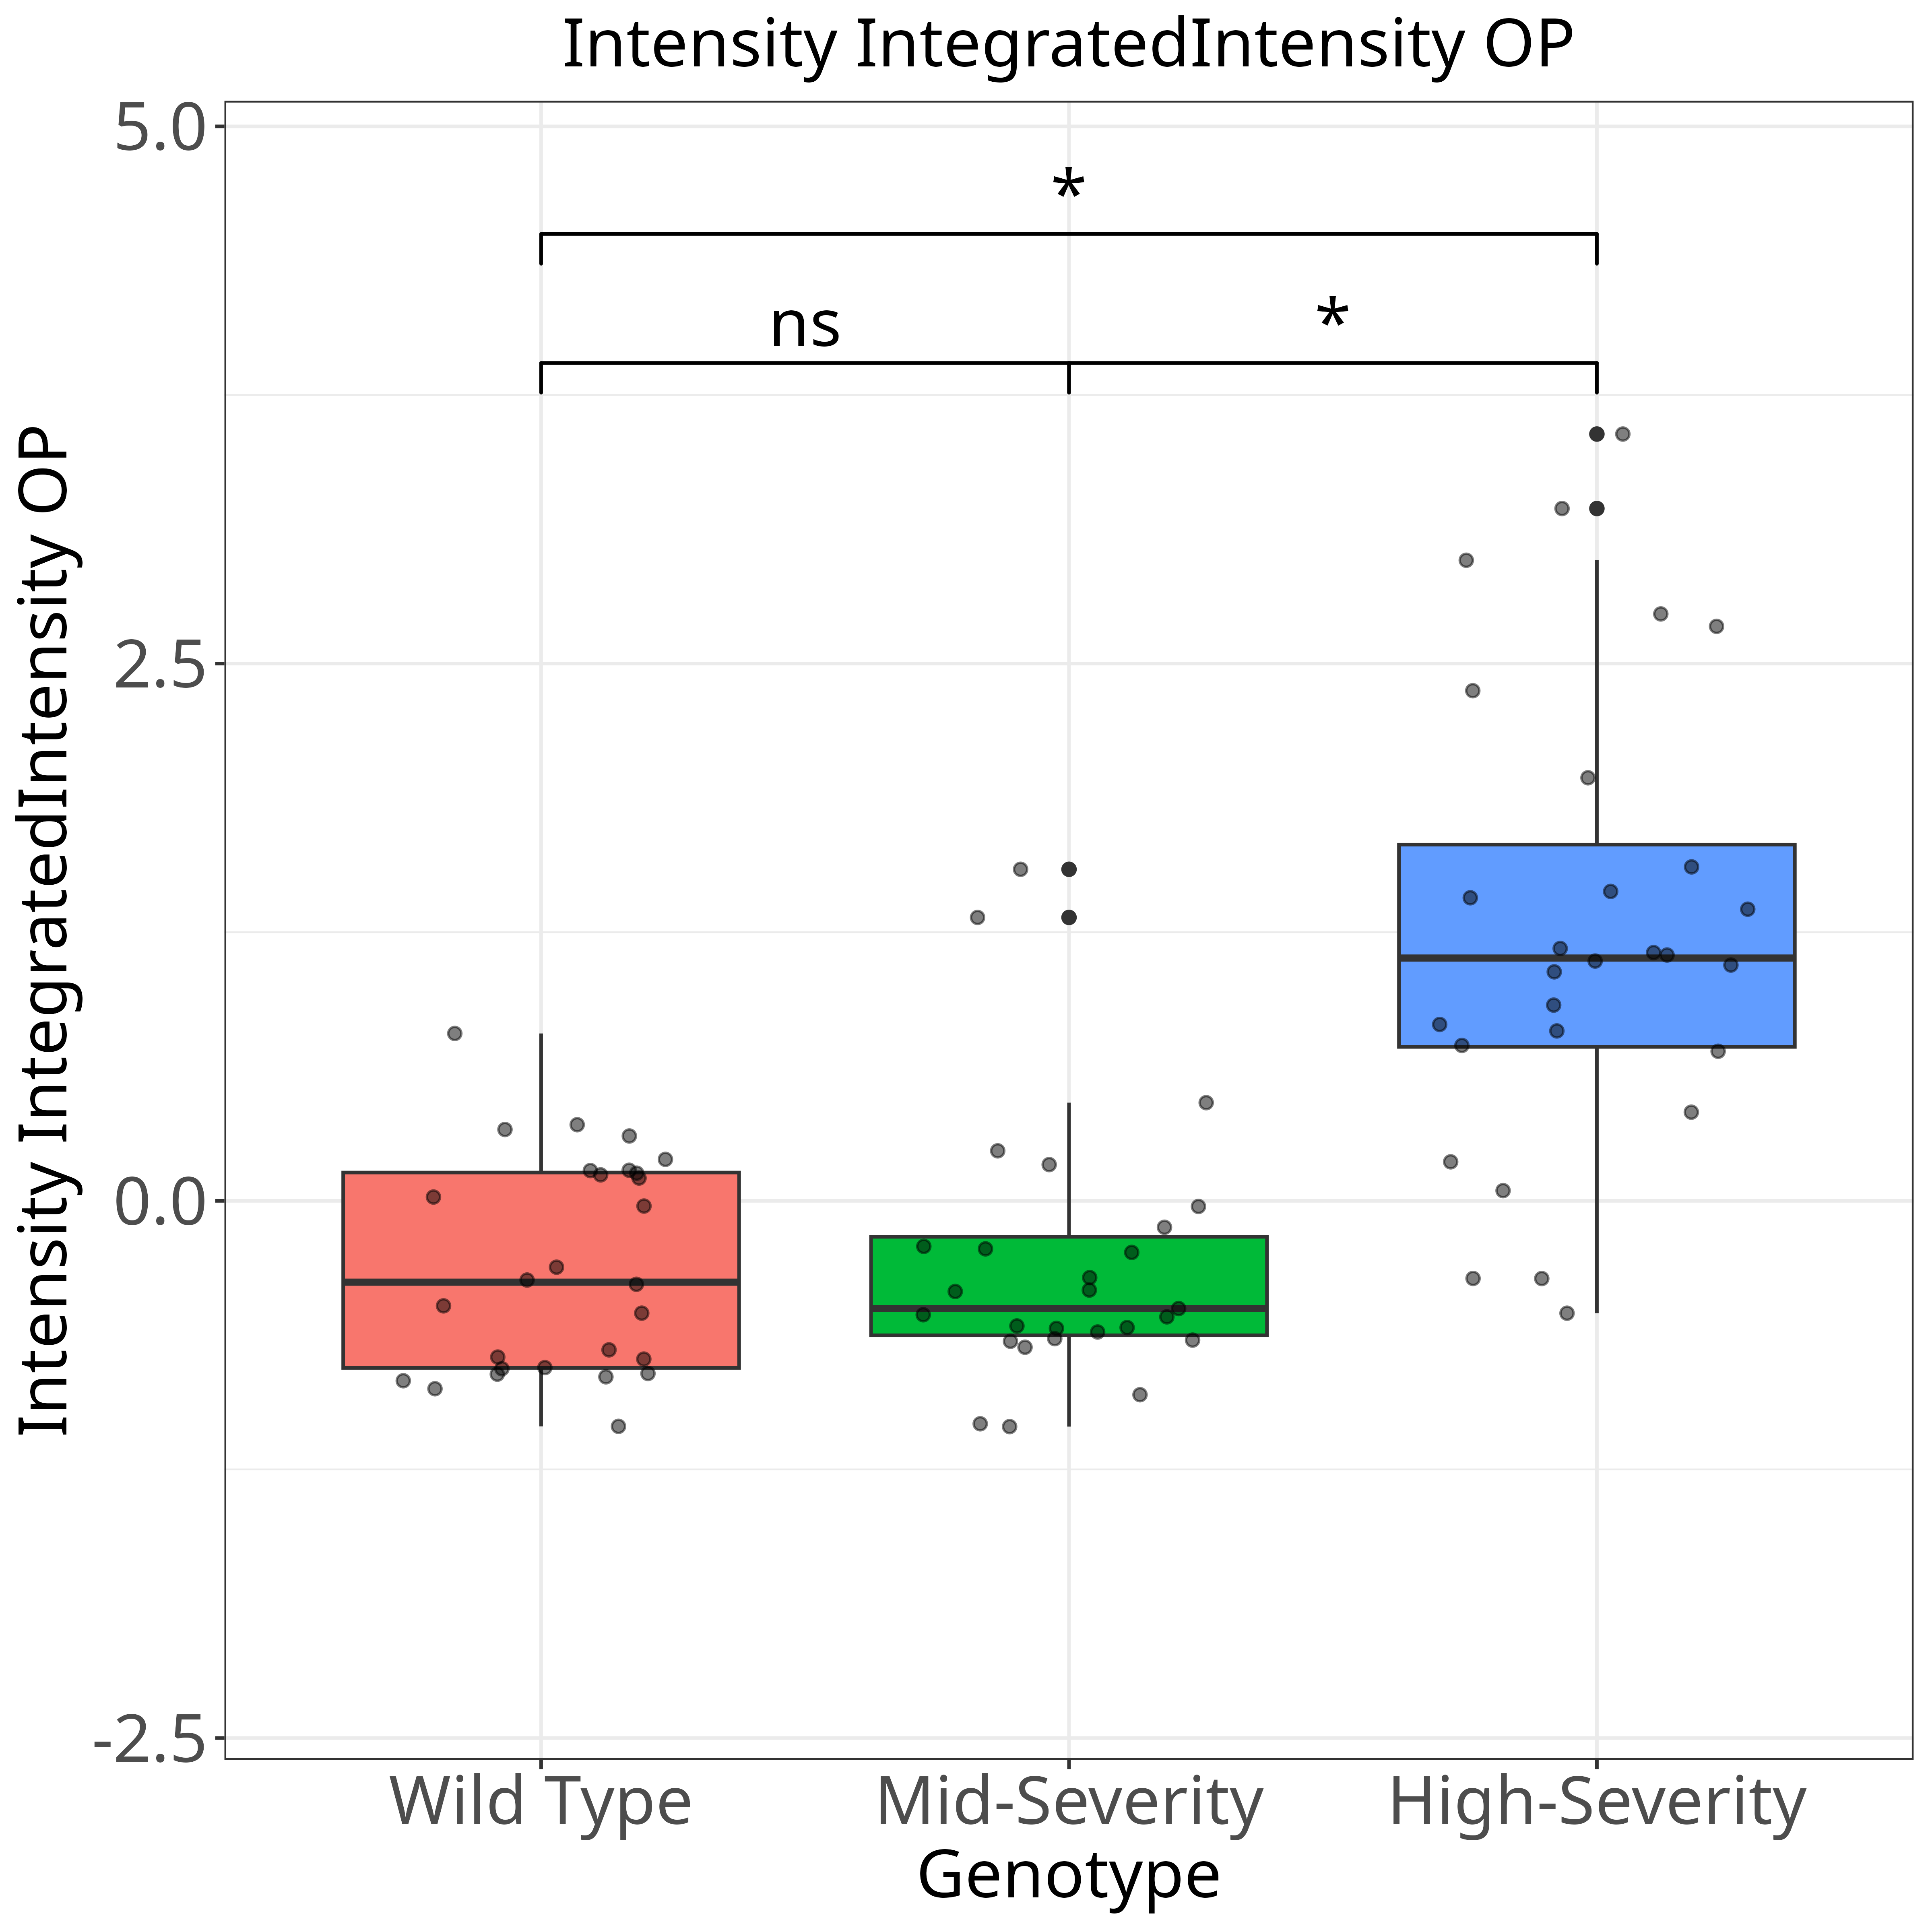 Intensity IntegratedIntensity OP
5.0
*
ns
*
2.5
0.0
-2.5
Intensity IntegratedIntensity OP
Wild Type
Mid-Severity
High-Severity
Genotype